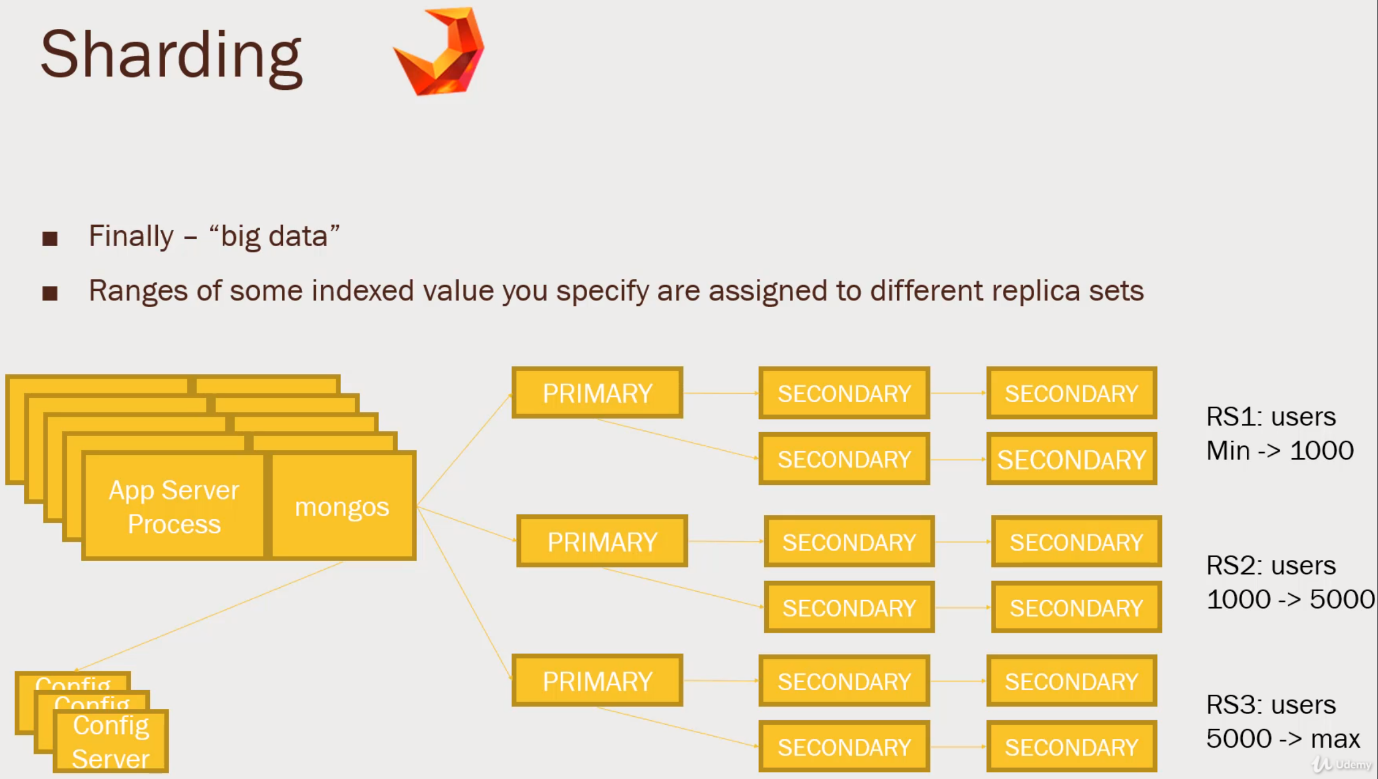 Sharding
■ Finally – “big data”
■ Ranges of some indexed value you specify are assigned to different replica sets
App Server
Process
mongos
Config
Config
Config
Server
PRIMARY
SECONDARY
SECONDARY
SECONDARY
SECONDARY
RS1: users
Min -> 1000
PRIMARY
SECONDARY
SECONDARY
SECONDARY
SECONDARY
RS2: users
1000 -> 5000
PRIMARY
SECONDARY
SECONDARY
SECONDARY
SECONDARY
RS3: users
5000 -> max
Udemy